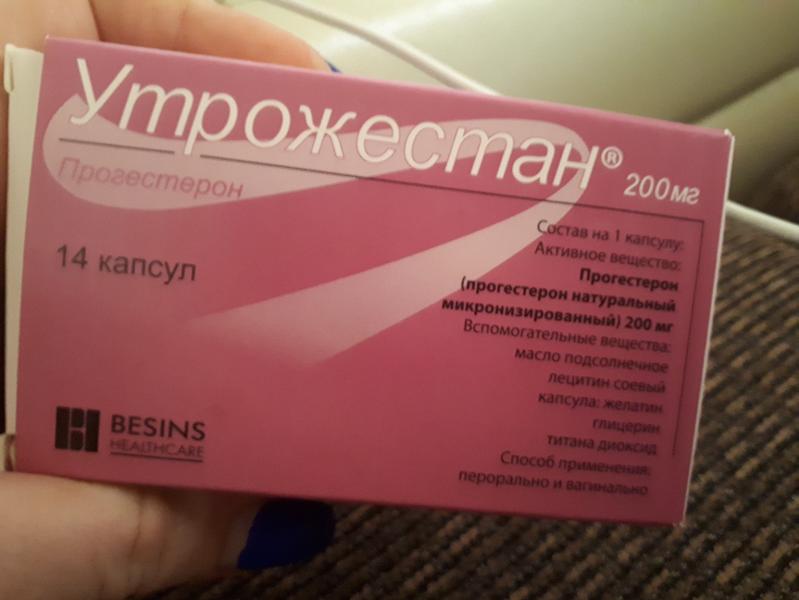 Утрожестан®
200мг
Прогестерон
14 капсул
Состав на 1 капсулу:
Активное вещество:
Прогестерон
(прогестерон натуральный
микронизированный) 200 мг
Вспомогательные вещества:
масло подсолнечное
лецитин соевый
капсула: желатин
глицерин
титана диоксид
Способ применения:
перорально и вагинально
BESINS
HEALTHCARE